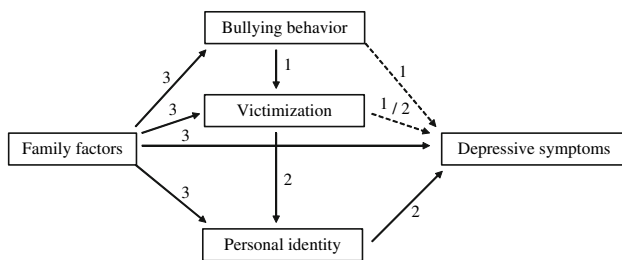 Bullying behavior
3
1
1
Victimization
1 / 2
3
3
Family factors
Depressive symptoms
3
2
2
Personal identity